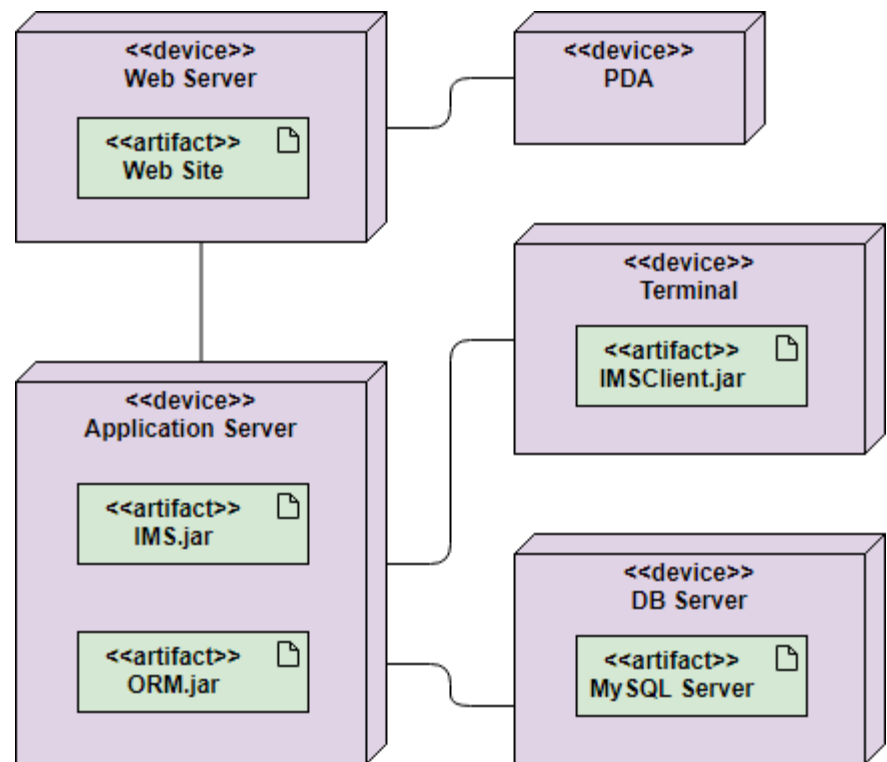 <<device>>
Web Server
<<artifact>>
Web Site
<<device>>
PDA
<<device>>
Terminal
<<artifact>>
IMSClient.jar
<<device>>
Application Server
<<artifact>>
IMS.jar
<<artifact>>
ORM.jar
<<device>>
DB Server
<<artifact>>
MySQL Server